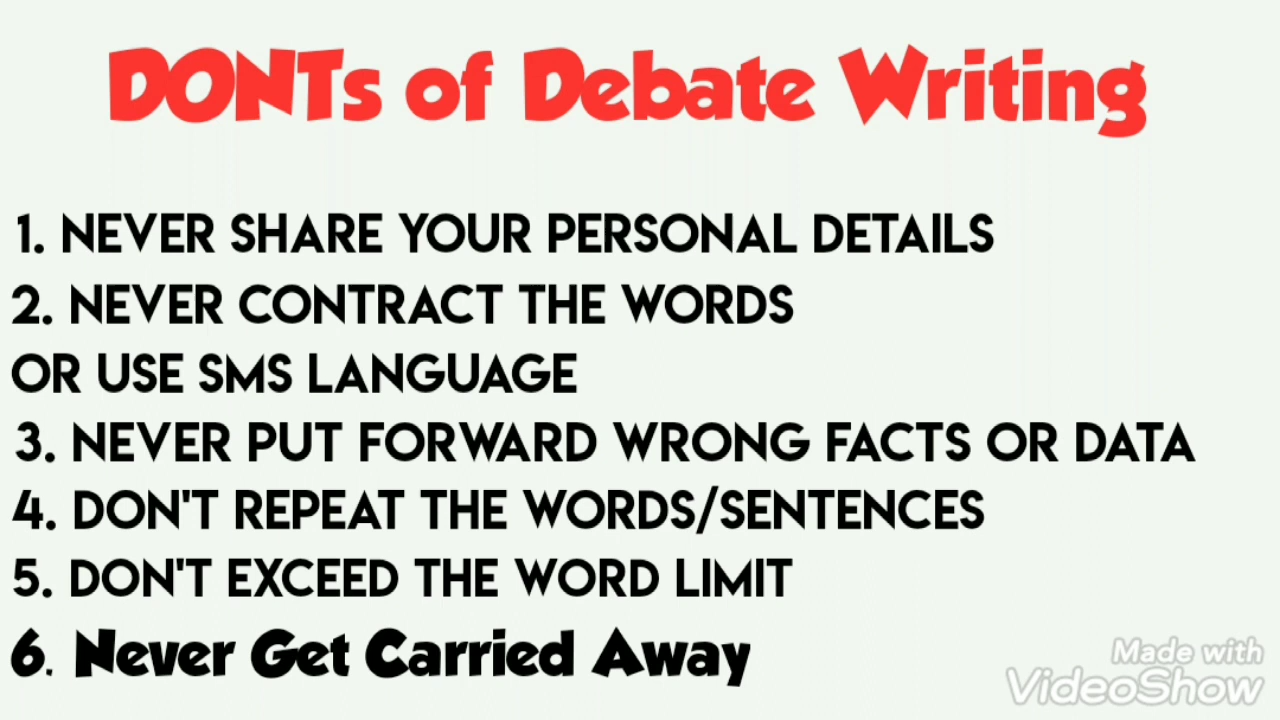 DONTs of Debate Writing
1. NEVER SHARE YOUR PERSONAL DETAILS
2. NEVER CONTRACT THE WORDS
OR USE SMS LANGUAGE
3. NEVER PUT FORWARD WRONG FACTS OR DATA
4. DON'T REPEAT THE WORDS/SENTENCES
5. DON'T EXCEED THE WORD LIMIT
6. Never Get Carried Away
Made with
VideoShow